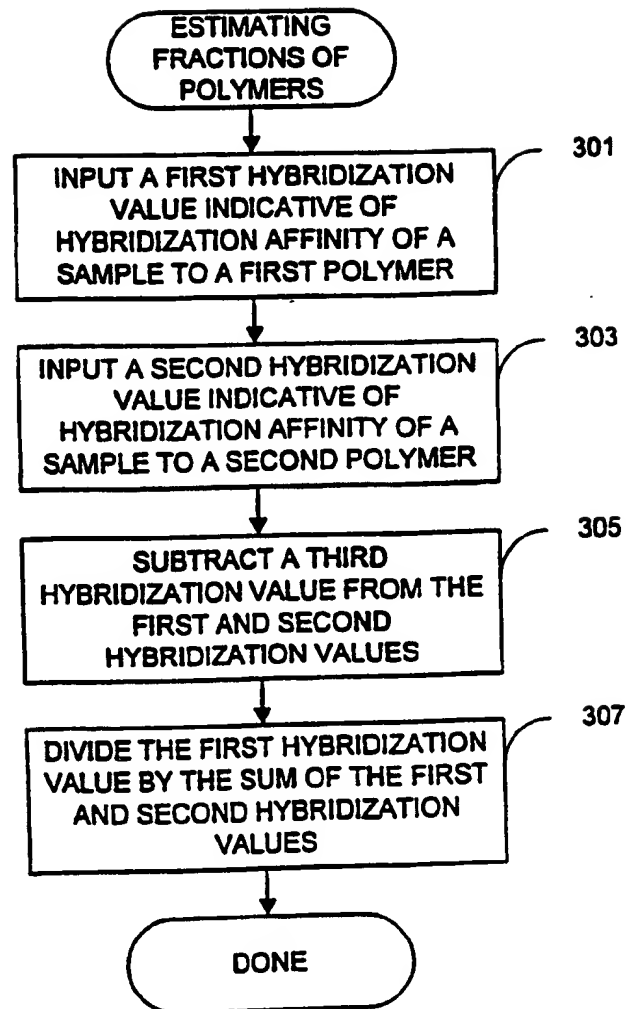 ESTIMATING
FRACTIONS OF
POLYMERS
301
INPUT A FIRST HYBRIDIZATION
VALUE INDICATIVE OF
HYBRIDIZATION AFFINITY OF A
SAMPLE TO A FIRST POLYMER
303
INPUT A SECOND HYBRIDIZATION
VALUE INDICATIVE OF
HYBRIDIZATION AFFINITY OF A
SAMPLE TO A SECOND POLYMER
305
SUBTRACT A THIRD
HYBRIDIZATION VALUE FROM THE
FIRST AND SECOND
HYBRIDIZATION VALUES
307
DIVIDE THE FIRST HYBRIDIZATION
VALUE BY THE SUM OF THE FIRST
AND SECOND HYBRIDIZATION
VALUES
DONE